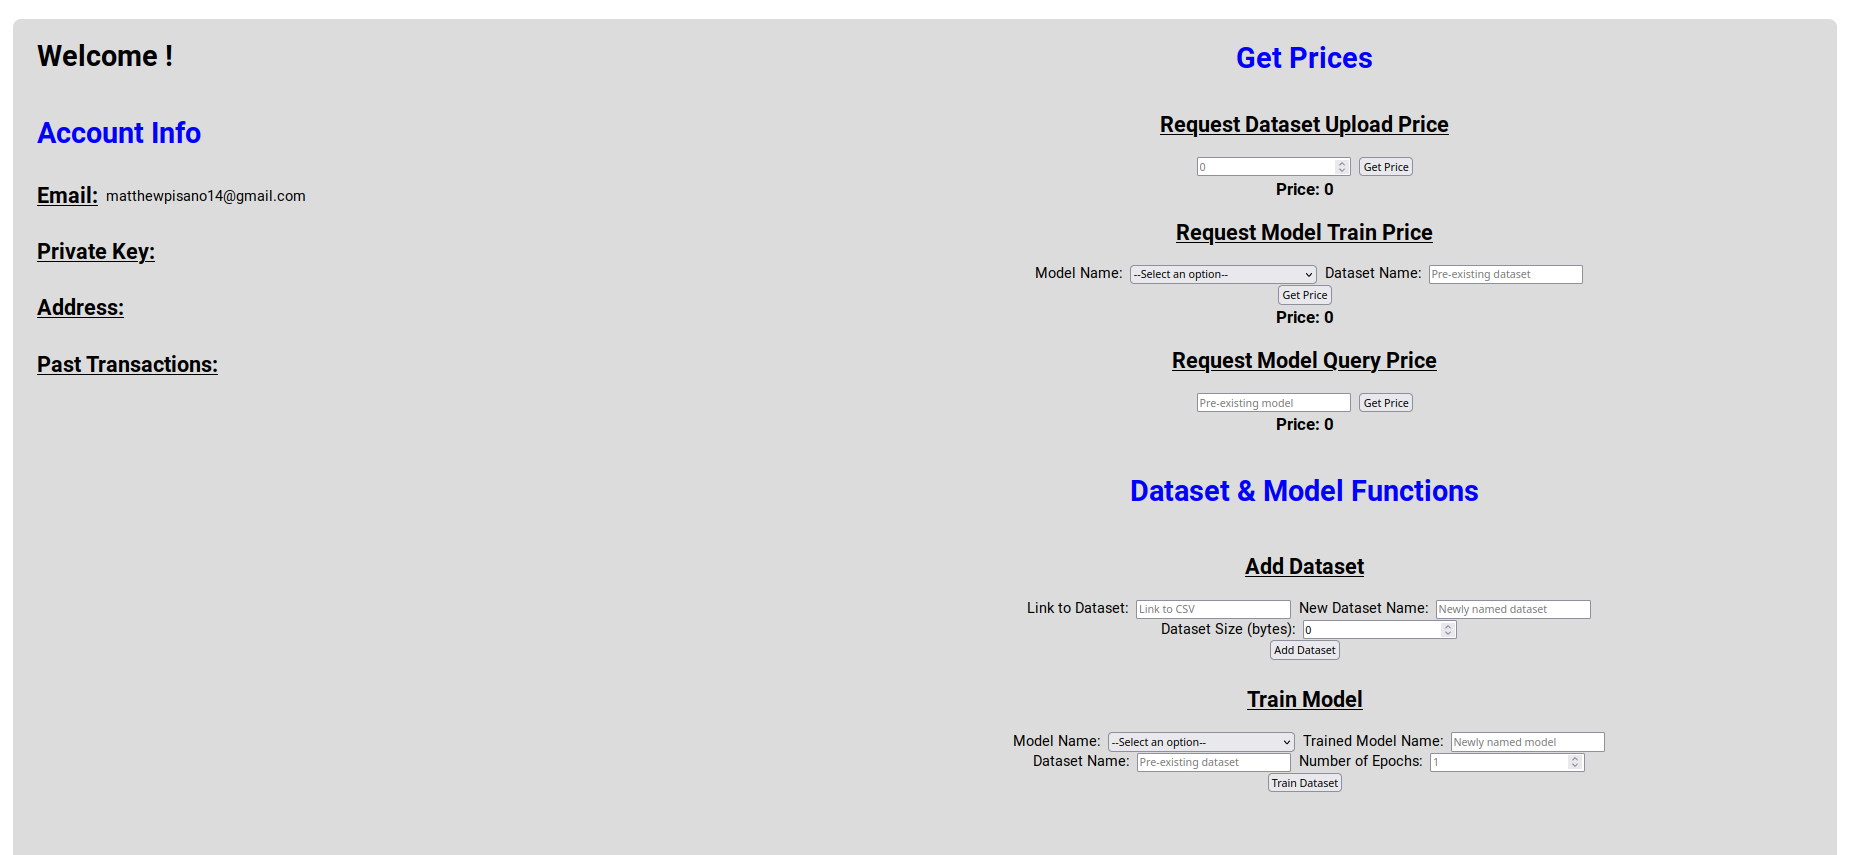 Welcome !
Account Info
Email: matthewpisano14@gmail.com
Private Key:
Address:
Past Transactions:
Get Prices
Request Dataset Upload Price
0 Get Price
Price: 0
Request Model Train Price
Model Name: --Select an option-- Dataset Name: Pre-existing dataset
Get Price
Price: 0
Request Model Query Price
Pre-existing model Get Price
Price: 0
Dataset & Model Functions
Add Dataset
Link to Dataset: Link to CSV New Dataset Name: Newly named dataset
Dataset Size (bytes): 0
Add Dataset
Train Model
Model Name: --Select an option-- Trained Model Name: Newly named model
Dataset Name: Pre-existing dataset Number of Epochs: 1
Train Dataset